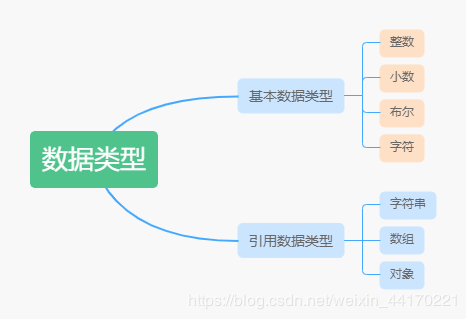 数据类型
基本数据类型
整数
小数
布尔
字符
引用数据类型
字符串
数组
对象
https://blog.csdn.net/weixin_44170221